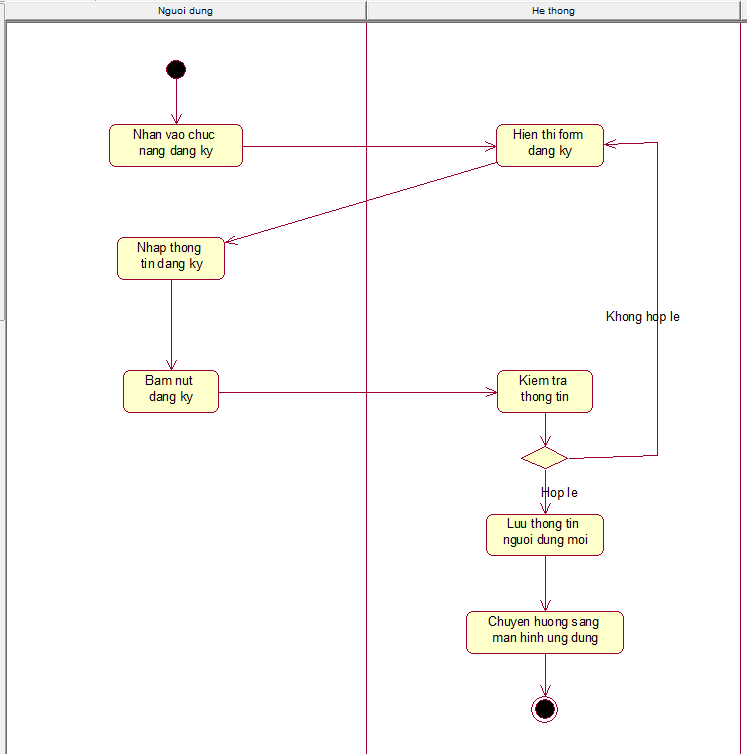 Nguoi dung
He thong
Nhan vao chuc
nang dang ky
Hien thi form
dang ky
Nhap thong
tin dang ky
Khong hop le
Bam nut
dang ky
Kiem tra
thong tin
Hop le
Luu thong tin
nguoi dung moi
Chuyen huong sang
man hinh ung dung